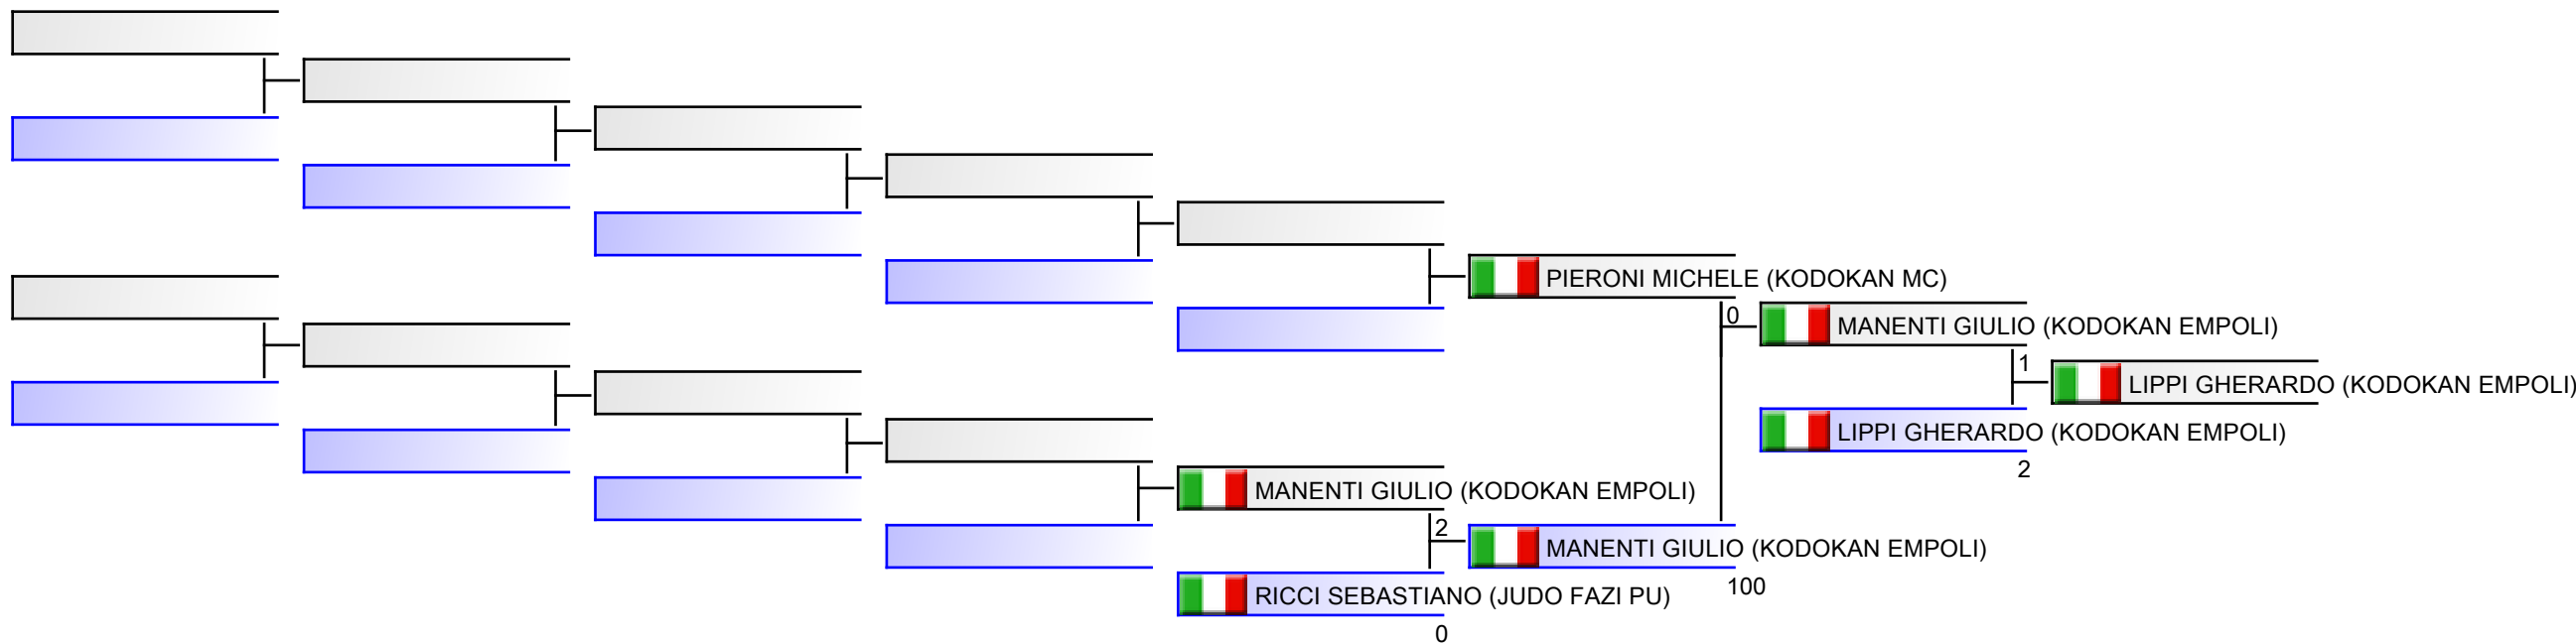 PIERONI MICHELE (KODOKAN MC)
0
MANENTI GIULIO (KODOKAN EMPOLI)
1
LIPPI GHERARDO (KODOKAN EMPOLI)
LIPPI GHERARDO (KODOKAN EMPOLI)
2
MANENTI GIULIO (KODOKAN EMPOLI)
2
MANENTI GIULIO (KODOKAN EMPOLI)
100
RICCI SEBASTIANO (JUDO FAZI PU)
0